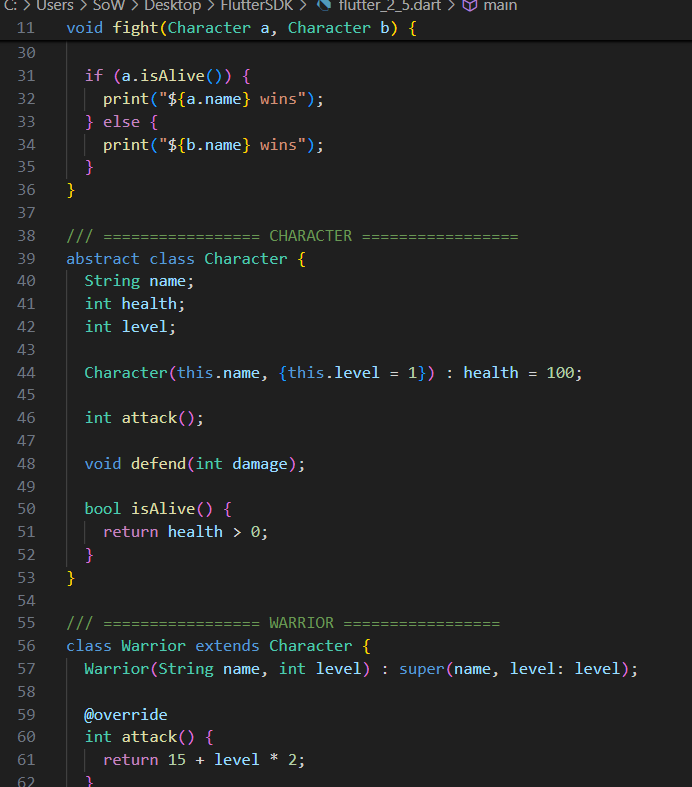 C: > Users > SoW > Desktop > FlutterSDK > flutter_2_5.dart > main
11 void fight(Character a, Character b) {
30
31 if (a.isAlive()) {
32 print("${a.name} wins");
33 } else {
34 print("${b.name} wins");
35 }
36 }
37
38 /// ================= CHARACTER =================
39 abstract class Character {
40 String name;
41 int health;
42 int level;
43
44 Character(this.name, {this.level = 1}) : health = 100;
45
46 int attack();
47
48 void defend(int damage);
49
50 bool isAlive() {
51 return health > 0;
52 }
53 }
54
55 /// ================= WARRIOR =================
56 class Warrior extends Character {
57 Warrior(String name, int level) : super(name, level: level);
58
59 @override
60 int attack() {
61 return 15 + level * 2;
62 }